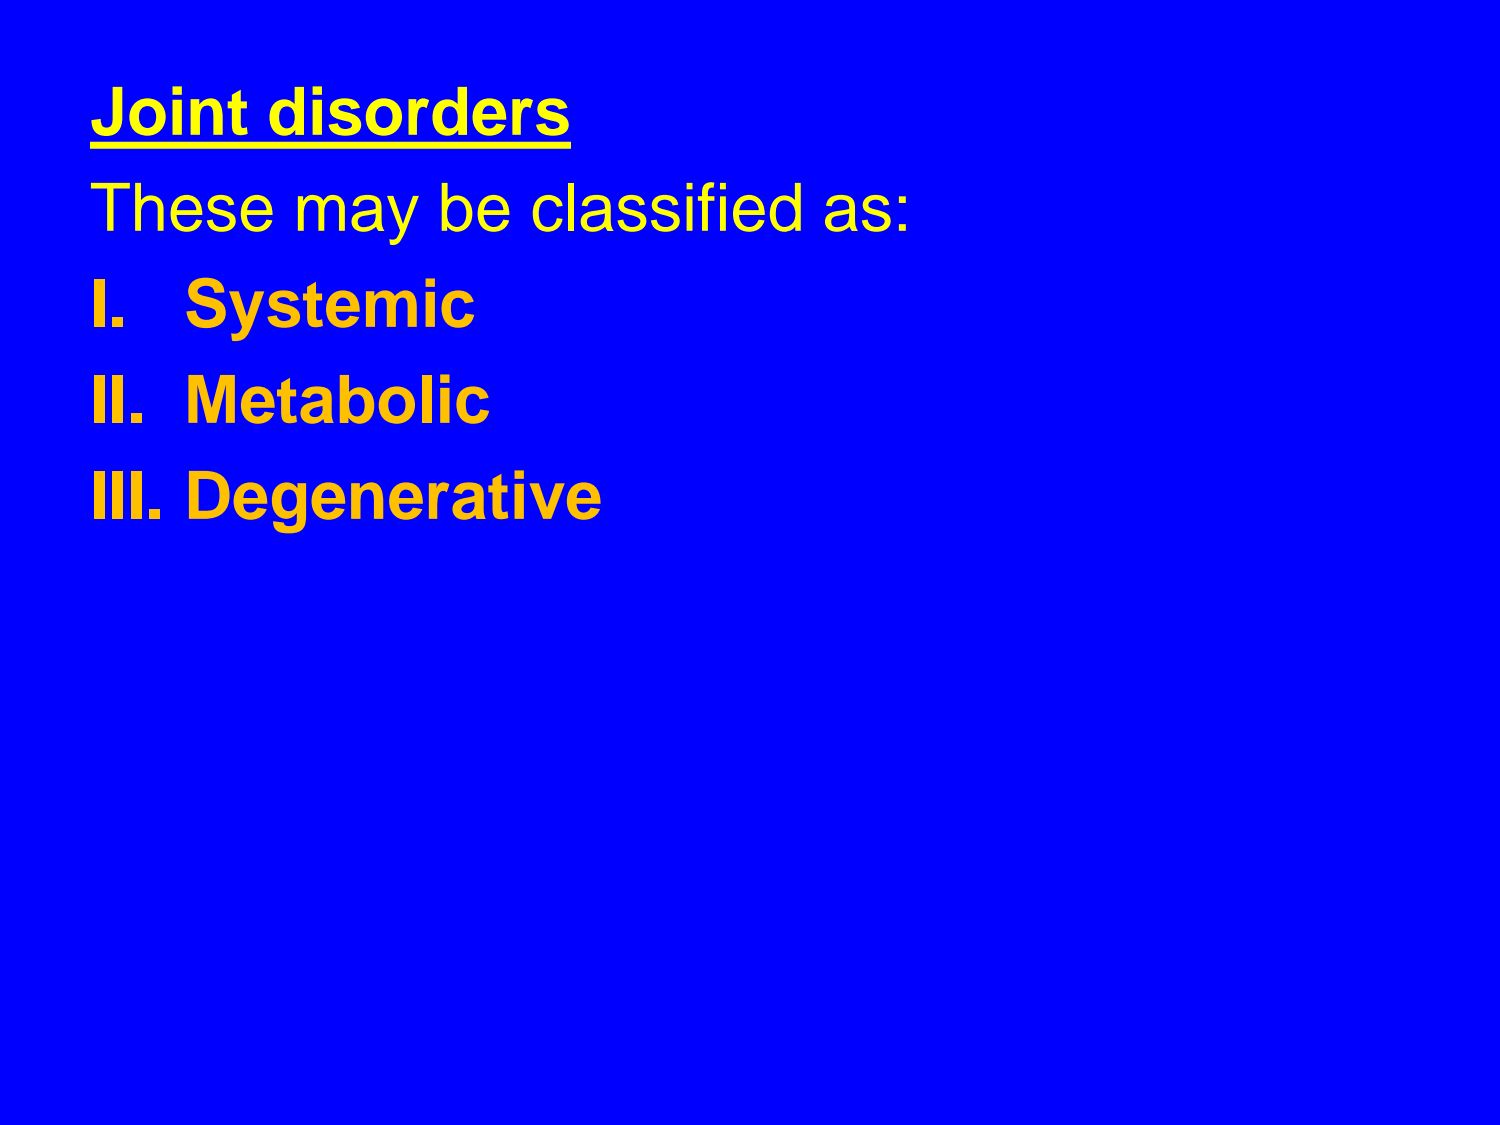 Joint disorders
These may be classified as:
I. Systemic
II. Metabolic
III. Degenerative